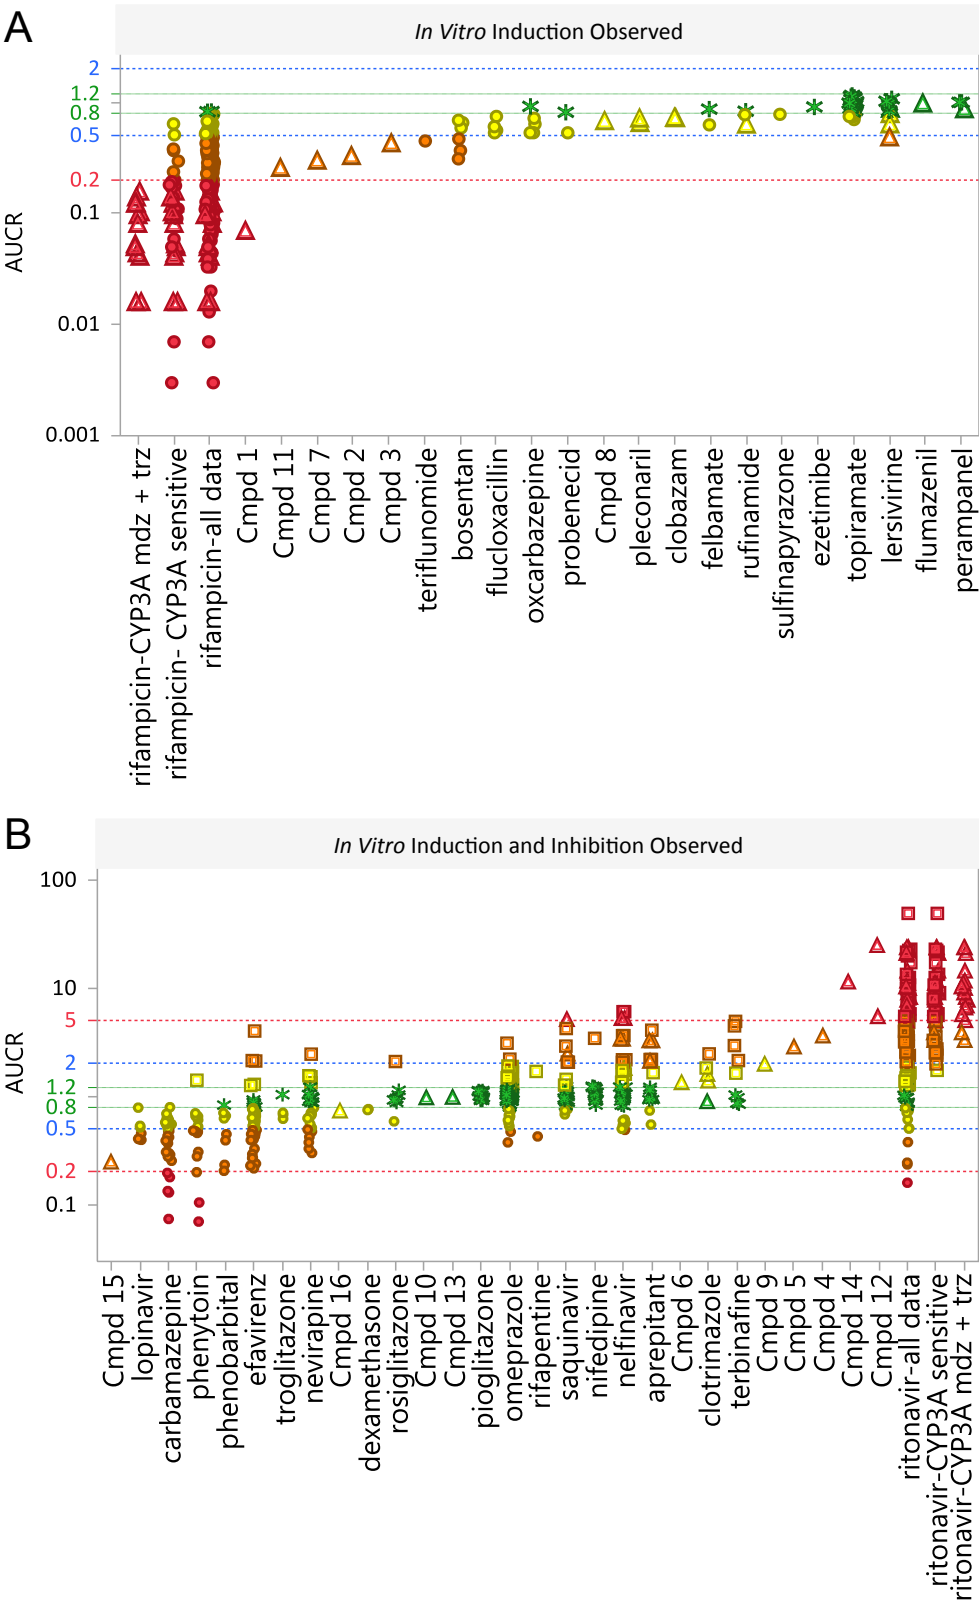 A
In Vitro Induction Observed
2
1.2
0.8
0.5
0.2
0.1
0.01
0.001
AUCR
rifampicin-CYP3A mdz + trz
rifampicin- CYP3A sensitive
rifampicin-all data
Cmpd 1
Cmpd 11
Cmpd 7
Cmpd 2
Cmpd 3
teriflunomide
bosentan
flucloxacillin
oxcarbazepine
probenecid
Cmpd 8
pleconaril
clobazam
felbamate
rufinamide
sulfinapyrazone
ezetimibe
topiramate
lersivirine
flumazenil
perampanel
B
In Vitro Induction and Inhibition Observed
100
10
5
2
1.2
0.8
0.5
0.2
0.1
AUCR
Cmpd 15
lopinavir
carbamazepine
phenytoin
phenobarbital
efavirenz
troglitazone
nevirapine
Cmpd 16
dexamethasone
rosiglitazone
Cmpd 10
Cmpd 13
pioglitazone
omeprazole
rifapentine
saquinavir
nifedipine
nelfinavir
aprepitant
Cmpd 6
clotrimazole
terbinafine
Cmpd 9
Cmpd 5
Cmpd 4
Cmpd 14
Cmpd 12
ritonavir-all data
ritonavir-CYP3A sensitive
ritonavir-CYP3A mdz + trz